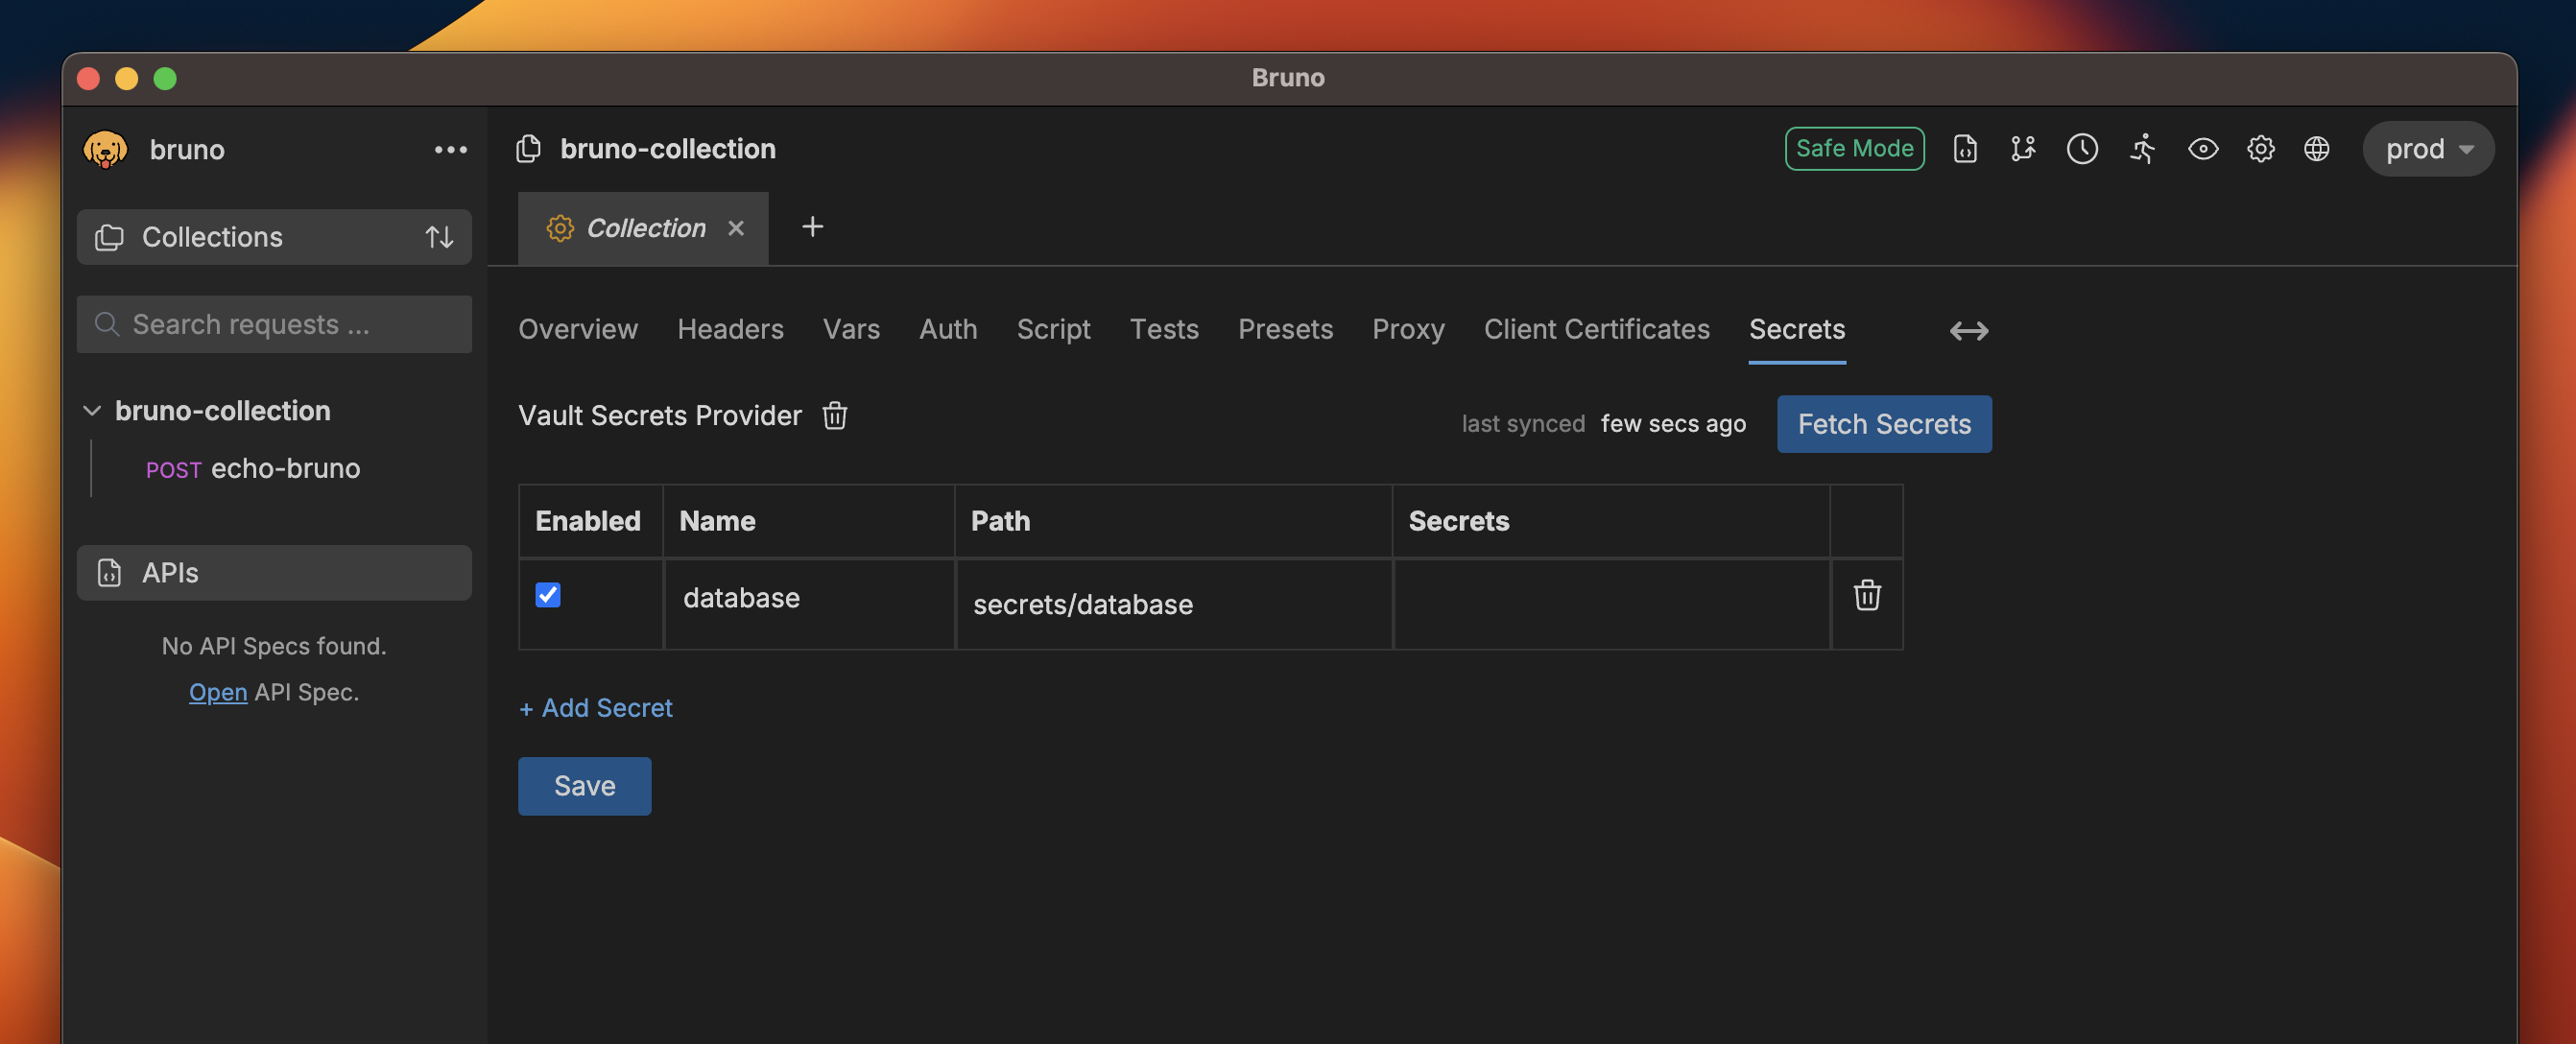 Bruno
bruno
bruno-collection
Safe Mode
prod
Collections
Collection
Search requests ...
Overview Headers Vars Auth Script Tests Presets Proxy Client Certificates Secrets
bruno-collection
Vault Secrets Provider
last synced few secs ago
Fetch Secrets
POST echo-bruno
Enabled Name Path Secrets
APIs
database secrets/database
No API Specs found.
Open API Spec.
+ Add Secret
Save